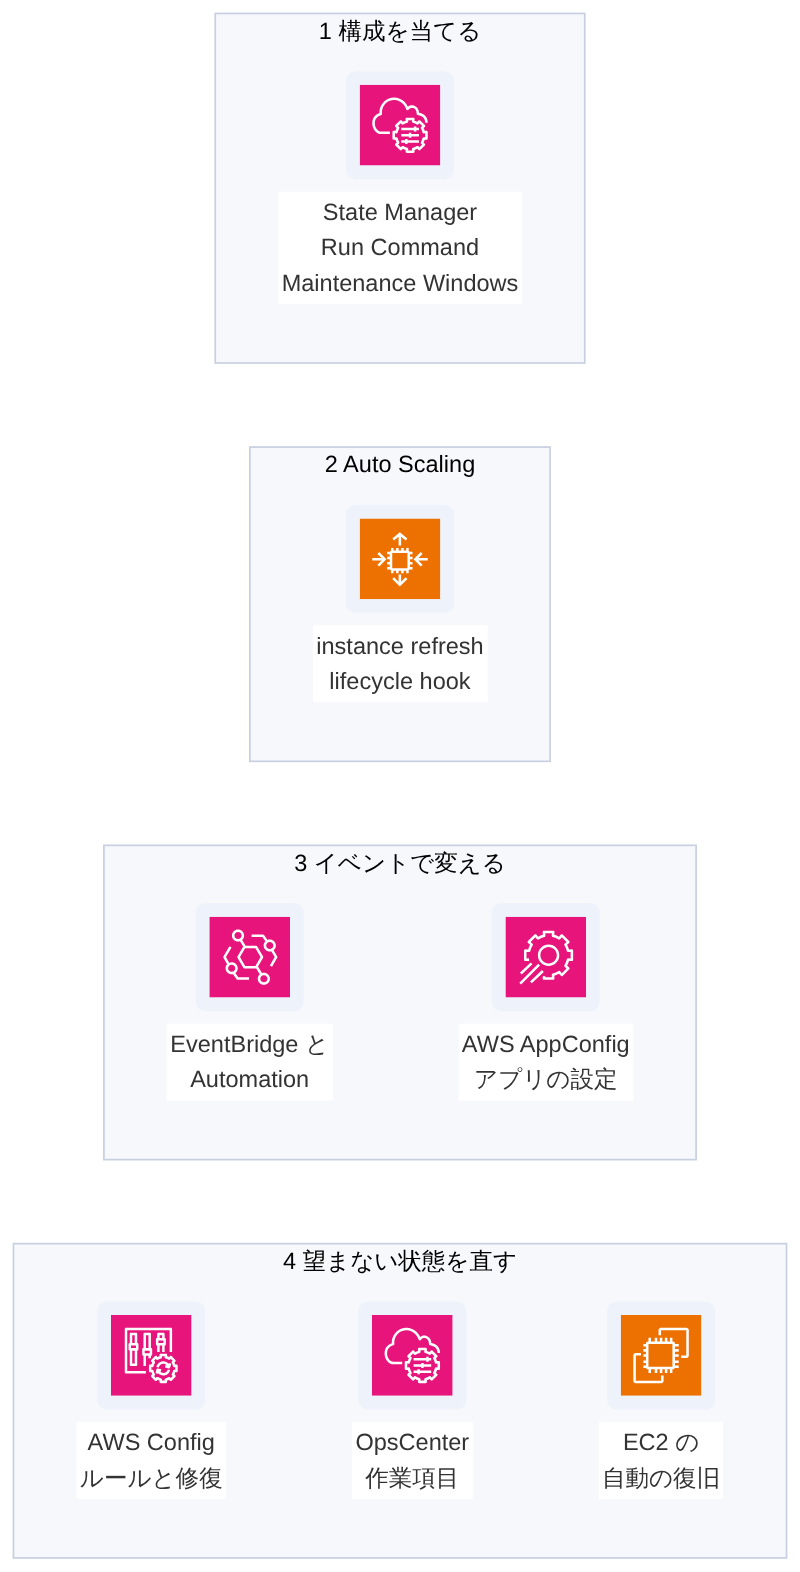 1 構成を当てる
State Manager
Run Command
Maintenance Windows
2 Auto Scaling
instance refresh
lifecycle hook
3 イベントで変える
EventBridge と
Automation
AWS AppConfig
アプリの設定
4 望まない状態を直す
AWS Config
ルールと修復
OpsCenter
作業項目
EC2 の
自動の復旧